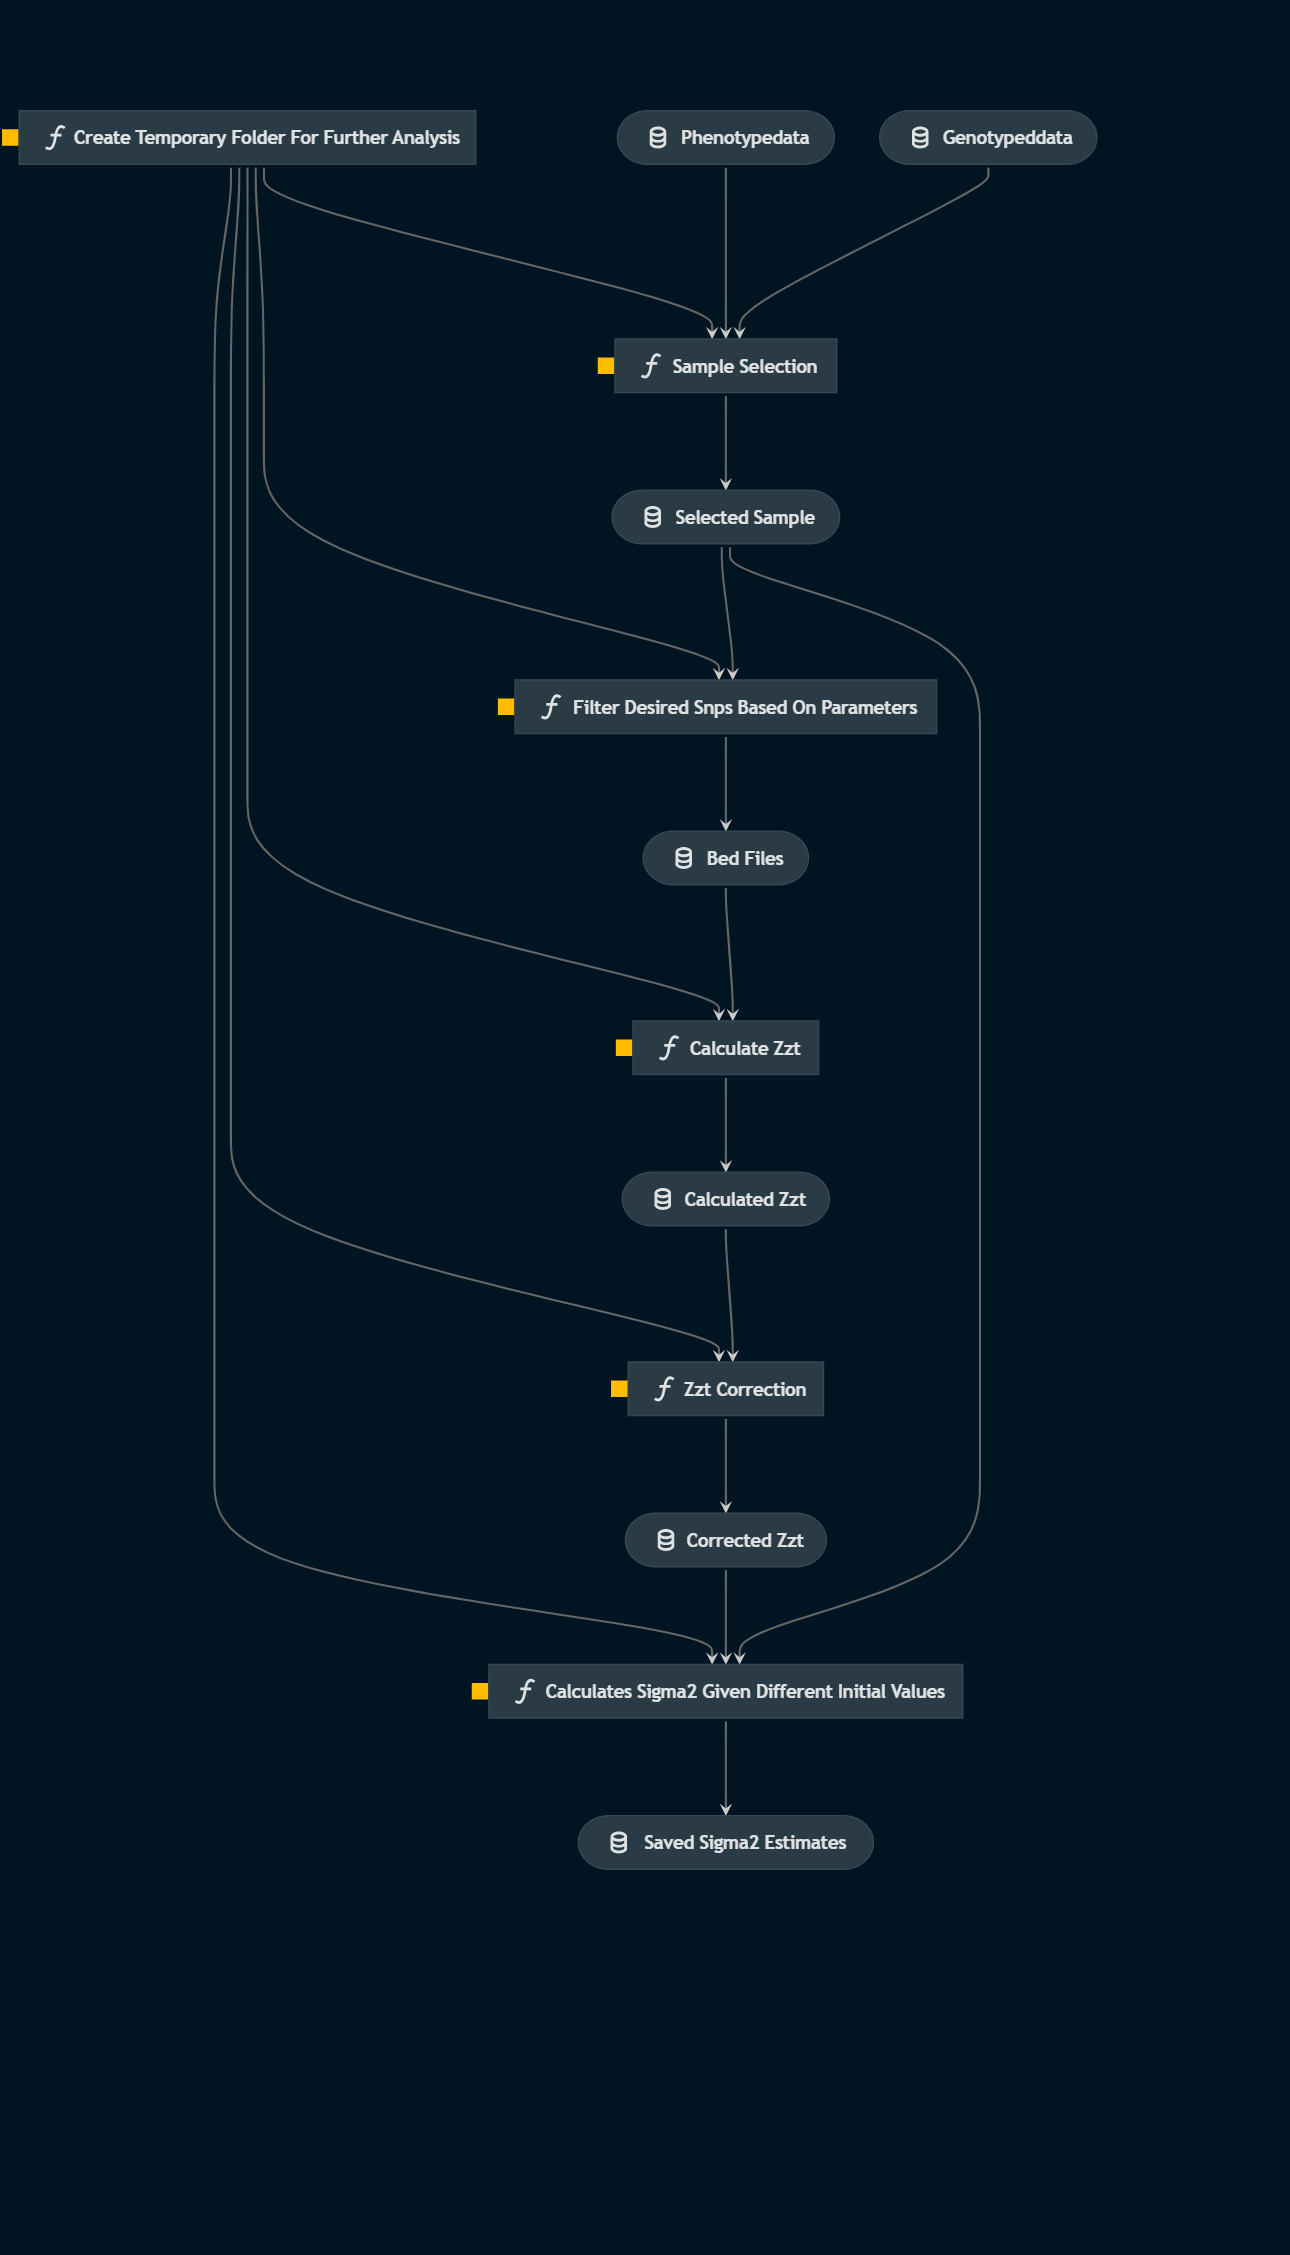 Create Temporary Folder For Further Analysis
Phenotypedata
Genotypeddata
Sample Selection
Selected Sample
Filter Desired Snps Based On Parameters
Bed Files
Calculate Zzt
Calculated Zzt
Zzt Correction
Corrected Zzt
Calculates Sigma2 Given Different Initial Values
Saved Sigma2 Estimates